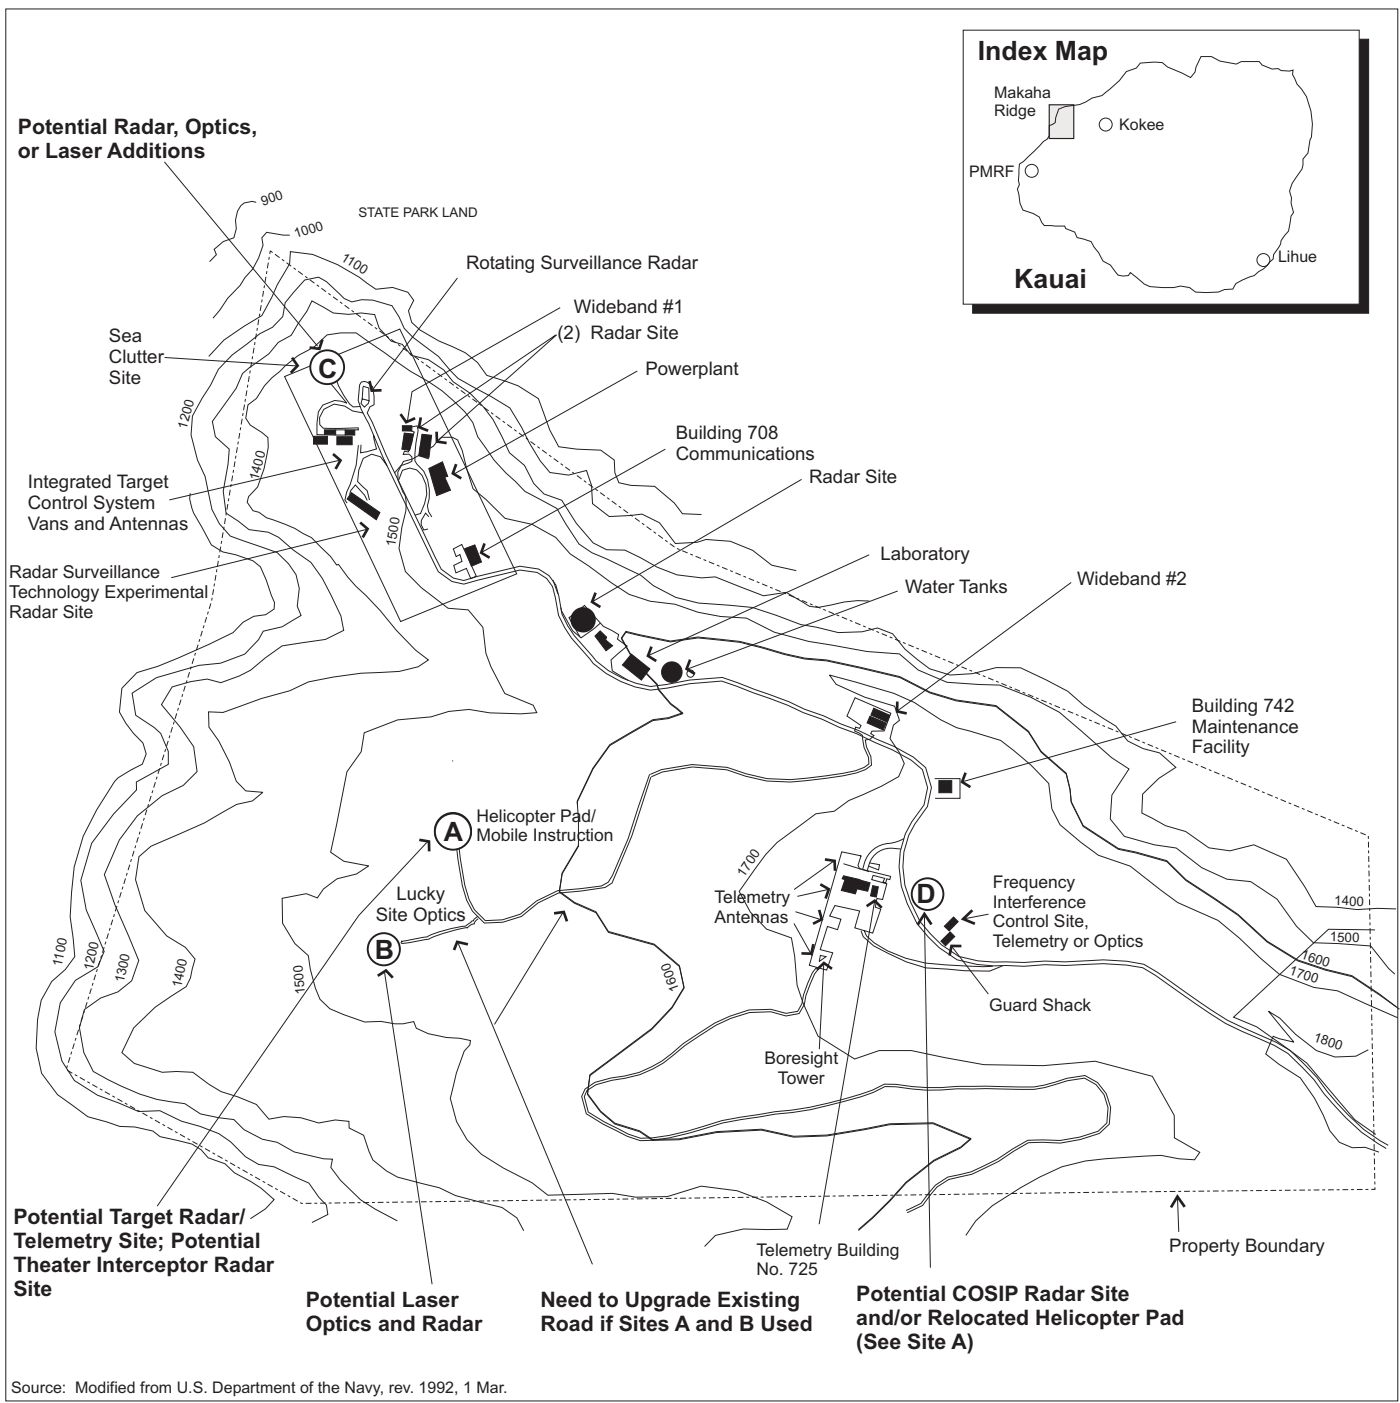 Index Map
Makaha
Ridge
Kokee
PMRF
Lihue
Kauai
Potential Radar, Optics,
or Laser Additions
900
STATE PARK LAND
1000
1100
Rotating Surveillance Radar
Wideband #1
(2) Radar Site
Sea
Clutter
Site
C
Powerplant
1200
Building 708
Communications
1400
Radar Site
Integrated Target
Control System
Vans and Antennas
1500
Laboratory
Radar Surveillance
Technology Experimental
Radar Site
Water Tanks
Wideband #2
Building 742
Maintenance
Facility
A
Helicopter Pad/
Mobile Instruction
1700
Lucky
Site Optics
B
Telemetry
Antennas
D
Frequency
Interference
Control Site,
Telemetry or Optics
1400
1500
1600
1700
1800
1100
1200
1300
1400
1500
1600
Guard Shack
Boresight
Tower
Potential Target Radar/
Telemetry Site; Potential
Theater Interceptor Radar
Site
Telemetry Building
No. 725
Property Boundary
Potential Laser
Optics and Radar
Need to Upgrade Existing
Road if Sites A and B Used
Potential COSIP Radar Site
and/or Relocated Helicopter Pad
(See Site A)
Source: Modified from U.S. Department of the Navy, rev. 1992, 1 Mar.